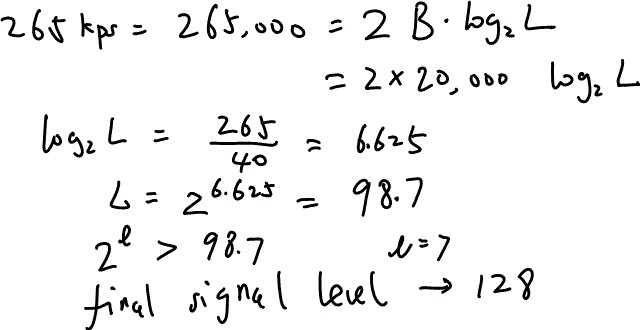 265 kps = 265,000 = 2 B · log₂ L
= 2 × 20,000 log₂ L
log₂ L = 265/40 = 6.625
L = 2^6.625 = 98.7
2^l > 98.7 l = 7
final signal level → 128